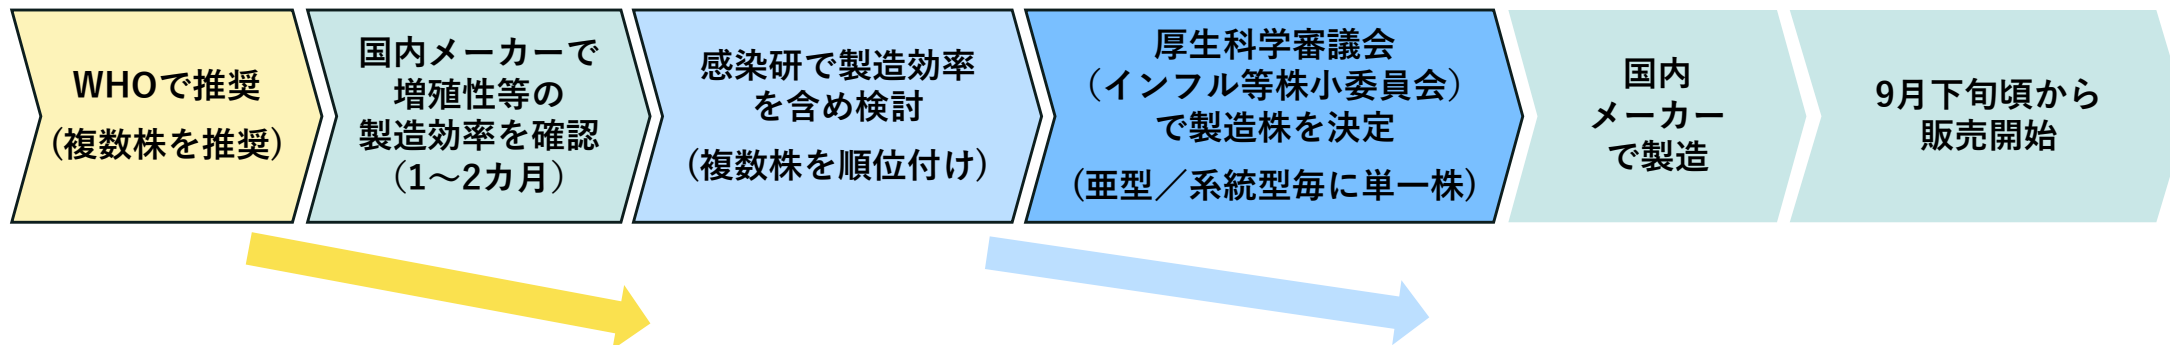 WHOで推奨
(複数株を推奨)
国内メーカーで
増殖性等の
製造効率を確認
（1～2カ月）
感染研で製造効率
を含め検討
(複数株を順位付け)
厚生科学審議会
（インフル等株小委員会）
で製造株を決定
(亜型／系統型毎に単一株)
国内
メーカー
で製造
9月下旬頃から
販売開始